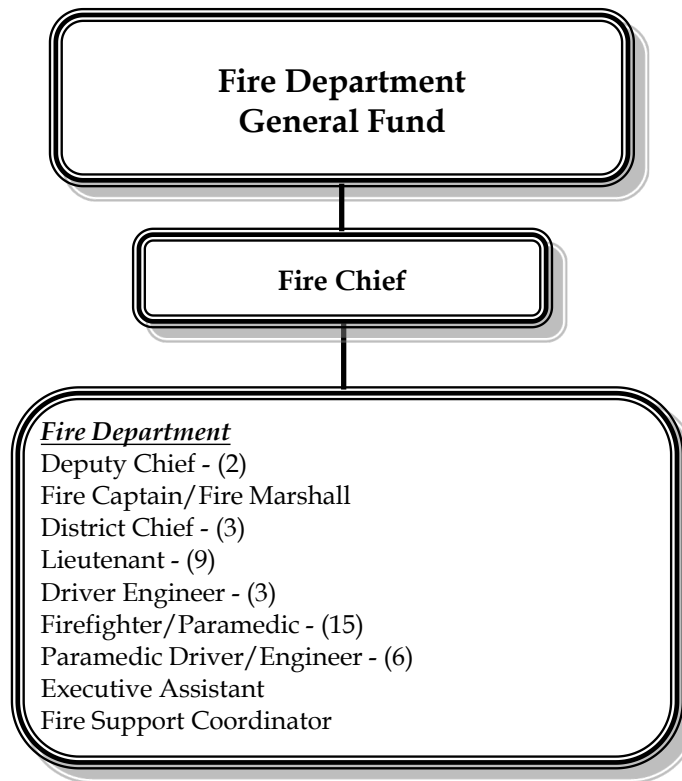 Fire Department
General Fund
Fire Chief
Fire Department
Deputy Chief - (2)
Fire Captain/Fire Marshall
District Chief - (3)
Lieutenant - (9)
Driver Engineer - (3)
Firefighter/Paramedic - (15)
Paramedic Driver/Engineer - (6)
Executive Assistant
Fire Support Coordinator